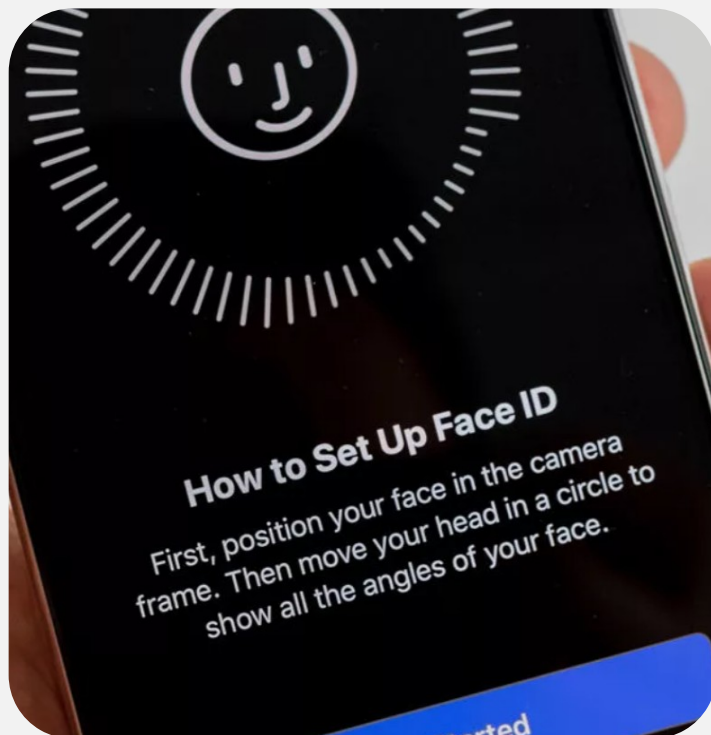 How to Set Up Face ID
First, position your face in the camera
frame. Then move your head in a circle to
show all the angles of your face.